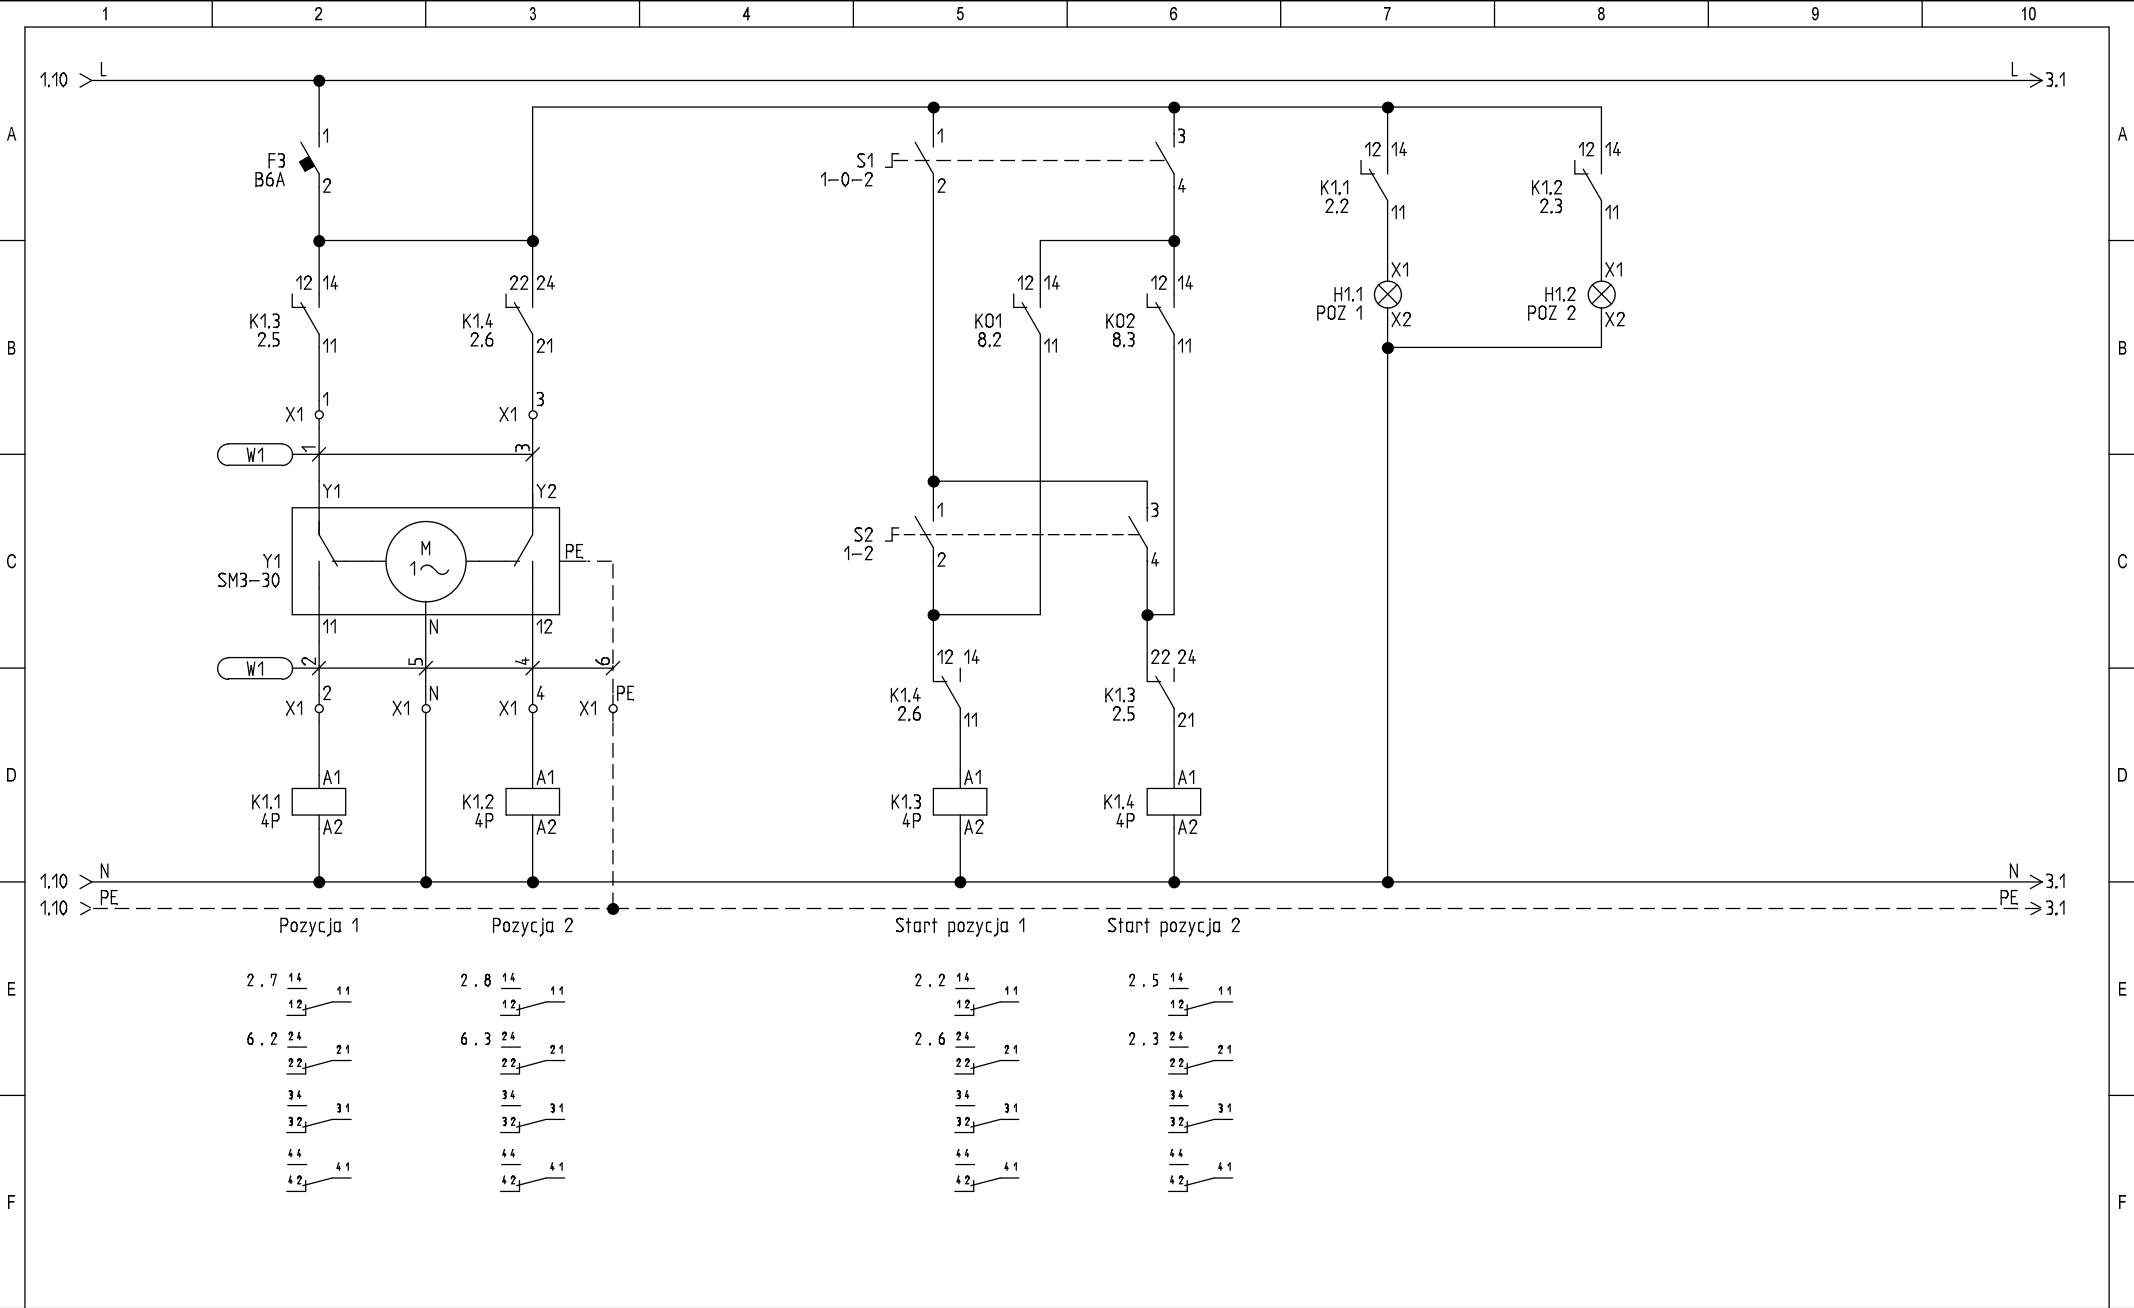 1 2 3 4 5 6 7 8 9 10
1.10 L L 3.1
A A
1 1 3
F3 S1 12 14 12 14
B6A 1-0-2
2 2 4
K1.1 K1.2
2.2 2.3
11 11
12 14 22 24 12 14 12 14 X1 X1
H1.1 H1.2
POZ 1 POZ 2
X2 X2
K1.3 K1.4 K01 K02
2.5 2.6 8.2 8.3
11 21 11 11
B B
X1 1 X1 3
W1 1 3
Y1 Y2
1 3
Y1 M PE S2
SM3-30 1~ 1-2
2 4
C C
11 N 12
W1 2 5 4 6
12 14 22 24
X1 2 X1 N X1 4 X1 PE
K1.4 K1.3
2.6 2.5
11 21
D D
A1 A1 A1 A1
K1.1 K1.2 K1.3 K1.4
4P 4P 4P 4P
A2 A2 A2 A2
1.10 N N 3.1
1.10 PE PE 3.1
Pozycja 1 Pozycja 2 Start pozycja 1 Start pozycja 2
2.7 14 2.8 14 2.2 14 2.5 14
E E
12 11 12 11 12 11 12 11
6.2 24 6.3 24 2.6 24 2.3 24
22 21 22 21 22 21 22 21
34 34 34 34
32 31 32 31 32 31 32 31
44 44 44 44
42 41 42 41 42 41 42 41
F F